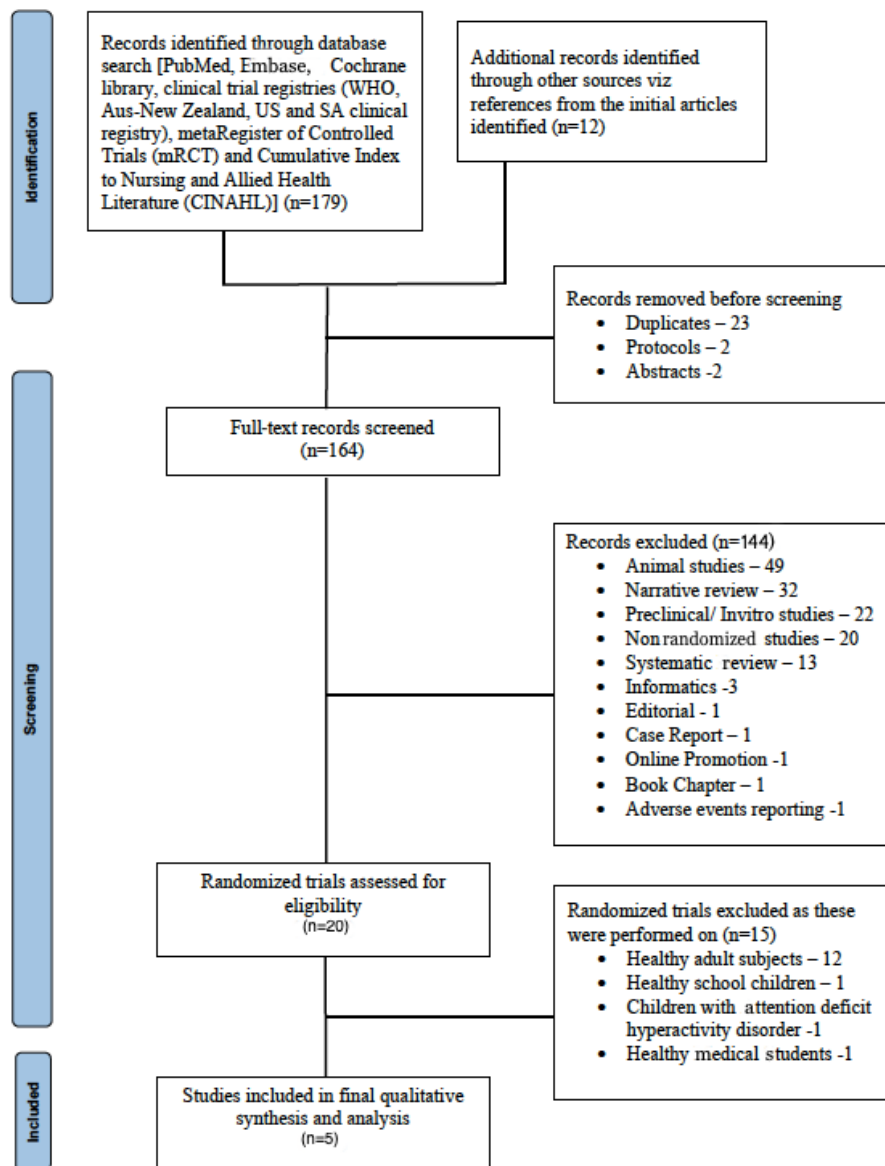 Identification
Records identified through database
search [PubMed, Embase, Cochrane
library, clinical trial registries (WHO,
Aus-New Zealand, US and SA clinical
registry), metaRegister of Controlled
Trials (mRCT) and Cumulative Index
to Nursing and Allied Health
Literature (CINAHL)] (n=179)
Additional records identified
through other sources viz
references from the initial articles
identified (n=12)
Records removed before screening
• Duplicates – 23
• Protocols – 2
• Abstracts -2
Screening
Full-text records screened
(n=164)
Records excluded (n=144)
• Animal studies – 49
• Narrative review – 32
• Preclinical/ Invitro studies – 22
• Non randomized studies – 20
• Systematic review – 13
• Informatics -3
• Editorial - 1
• Case Report – 1
• Online Promotion -1
• Book Chapter – 1
• Adverse events reporting -1
Randomized trials assessed for
eligibility
(n=20)
Randomized trials excluded as these
were performed on (n=15)
• Healthy adult subjects – 12
• Healthy school children – 1
• Children with attention deficit
hyperactivity disorder -1
• Healthy medical students -1
Included
Studies included in final qualitative
synthesis and analysis
(n=5)